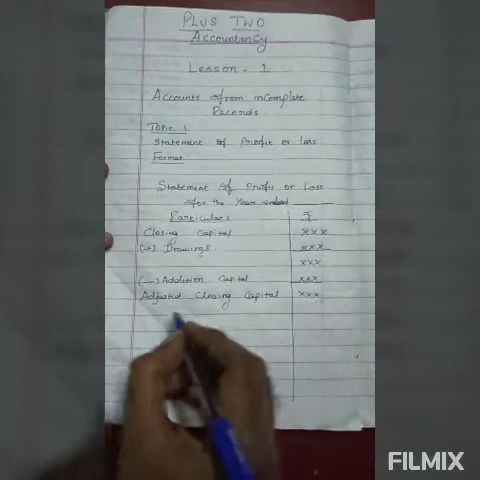 PLUS TWO
Accountancy
Lesson - 1
Accounts from incomplete
Records
Topic 1
Statement of Profit or Loss
Format
Statement of Profit or Loss
for the Year ended
Particulars ₹
Closing Capital xxx
(+) Drawings xxx
xxx
(-) Addition Capital xxx
Adjusted Closing Capital xxx
FILMIX